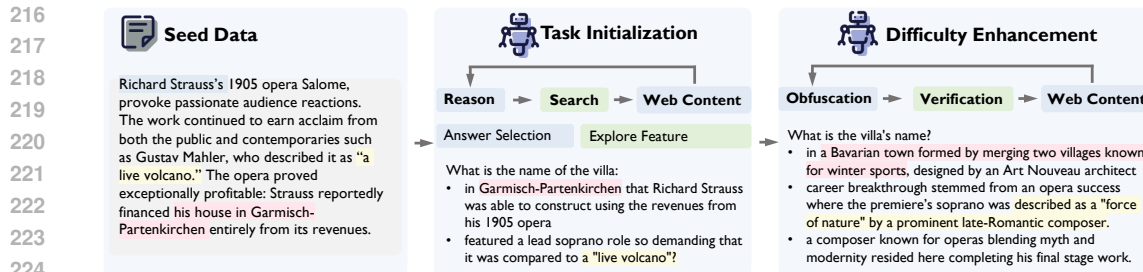 216
217
218
219
220
221
222
223
224
Seed Data
Richard Strauss's 1905 opera Salome,
provoke passionate audience reactions.
The work continued to earn acclaim from
both the public and contemporaries such
as Gustav Mahler, who described it as “a
live volcano.” The opera proved
exceptionally profitable: Strauss reportedly
financed his house in Garmisch-
Partenkirchen entirely from its revenues.
Task Initialization
Reason Search Web Content
Answer Selection Explore Feature
What is the name of the villa:
• in Garmisch-Partenkirchen that Richard Strauss
was able to construct using the revenues from
his 1905 opera
• featured a lead soprano role so demanding that
it was compared to a "live volcano"?
Difficulty Enhancement
Obfuscation Verification Web Content
What is the villa's name?
• in a Bavarian town formed by merging two villages known
for winter sports, designed by an Art Nouveau architect
• career breakthrough stemmed from an opera success
where the premiere's soprano was described as a "force
of nature" by a prominent late-Romantic composer.
• a composer known for operas blending myth and
modernity resided here completing his final stage work.